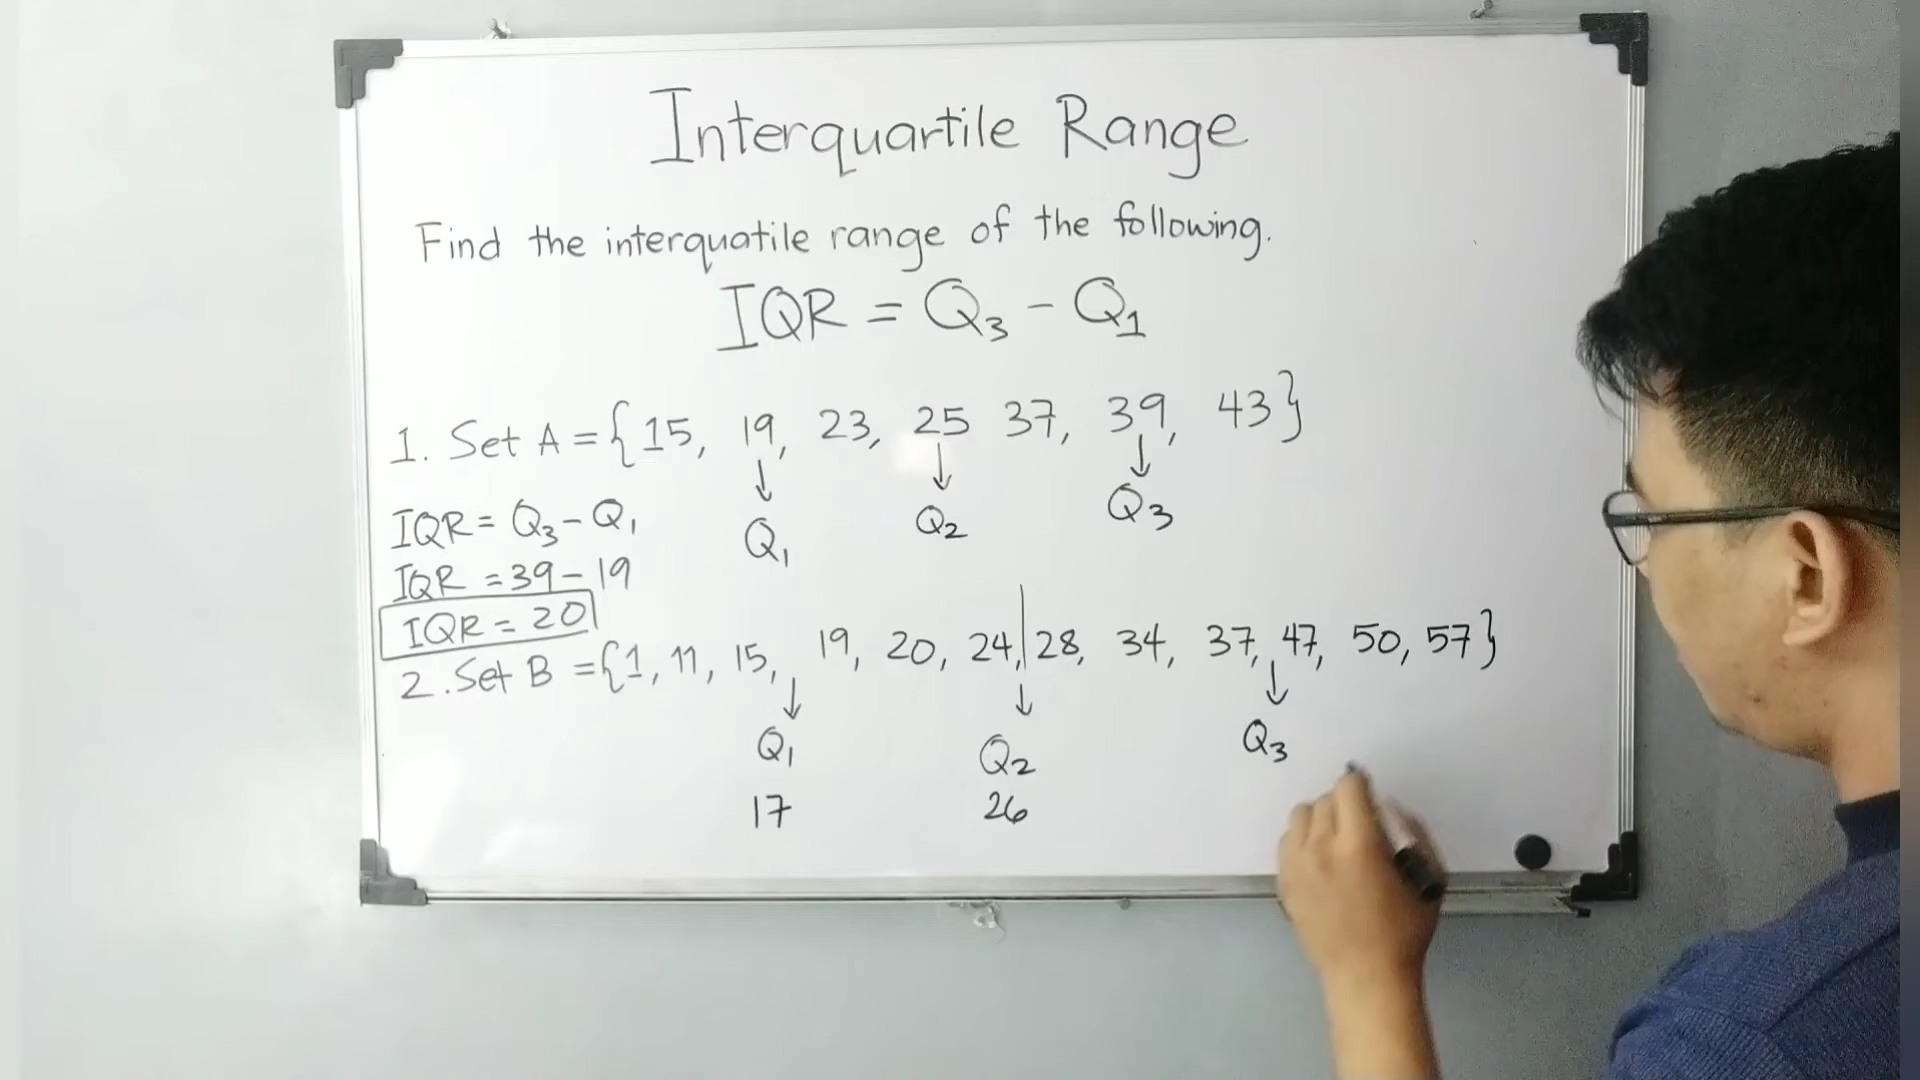 Interquartile Range
Find the interquatile range of the following.
IQR = Q₃ - Q₁
1. Set A = {15, 19, 23, 25 37, 39, 43}
Q₁ Q₂ Q₃
IQR = Q₃ - Q₁
IQR = 39 - 19
IQR = 20
2. Set B = {1, 11, 15, 19, 20, 24, 28, 34, 37, 47, 50, 57}
Q₁ Q₂ Q₃
17 26